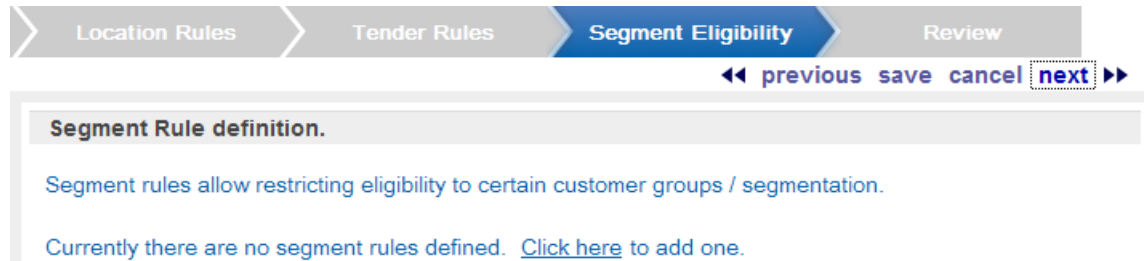 Location Rules Tender Rules Segment Eligibility Review
previous save cancel next
Segment Rule definition.
Segment rules allow restricting eligibility to certain customer groups / segmentation.
Currently there are no segment rules defined. Click here to add one.